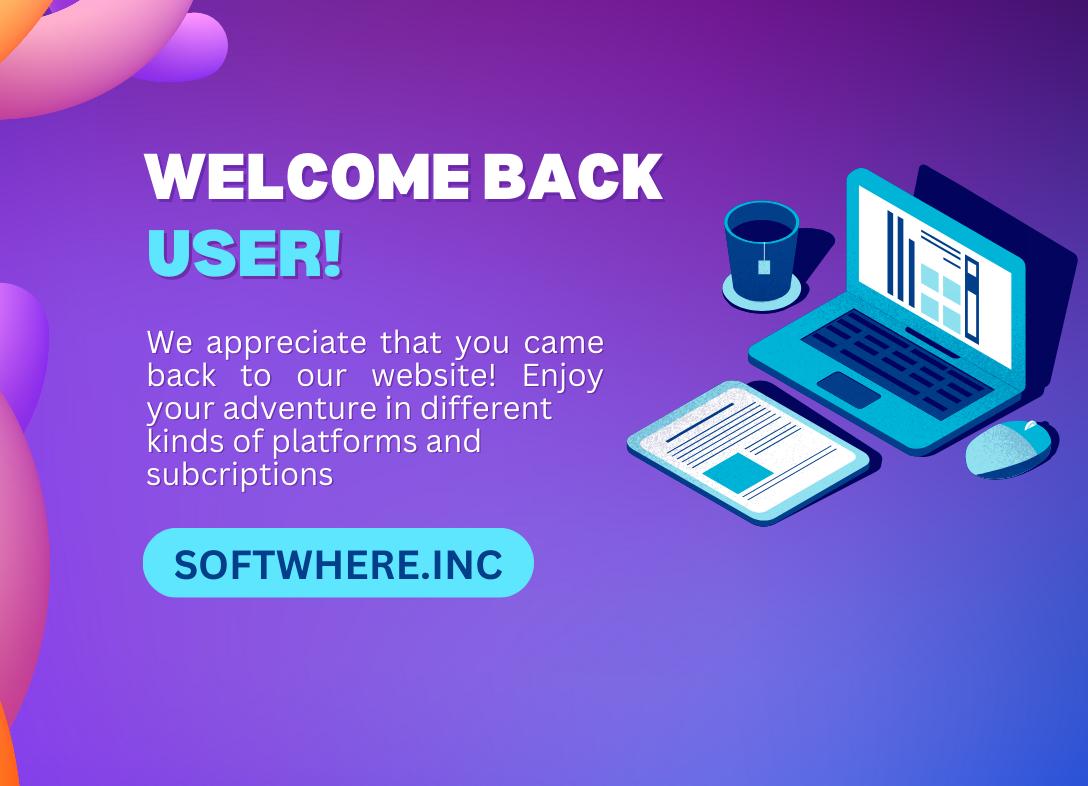 WELCOME BACK
USER!
We appreciate that you came
back to our website! Enjoy
your adventure in different
kinds of platforms and
subcriptions
SOFTWHERE.INC